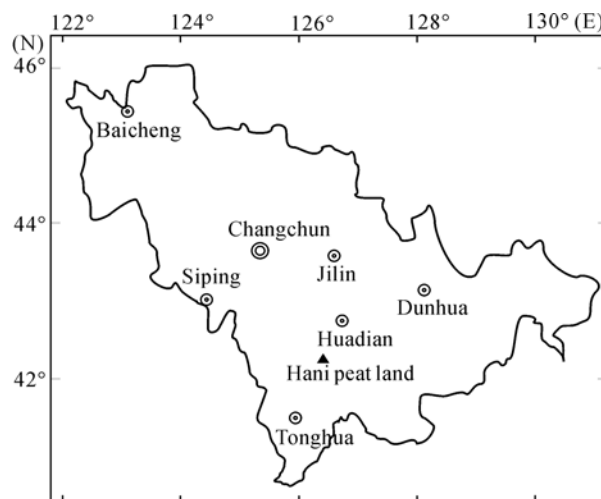 122° 124° 126° 128° 130° (E)
(N)
46°
Baicheng
44°
Changchun
Siping
Jilin
Dunhua
Huadian
42°
Hani peat land
Tonghua